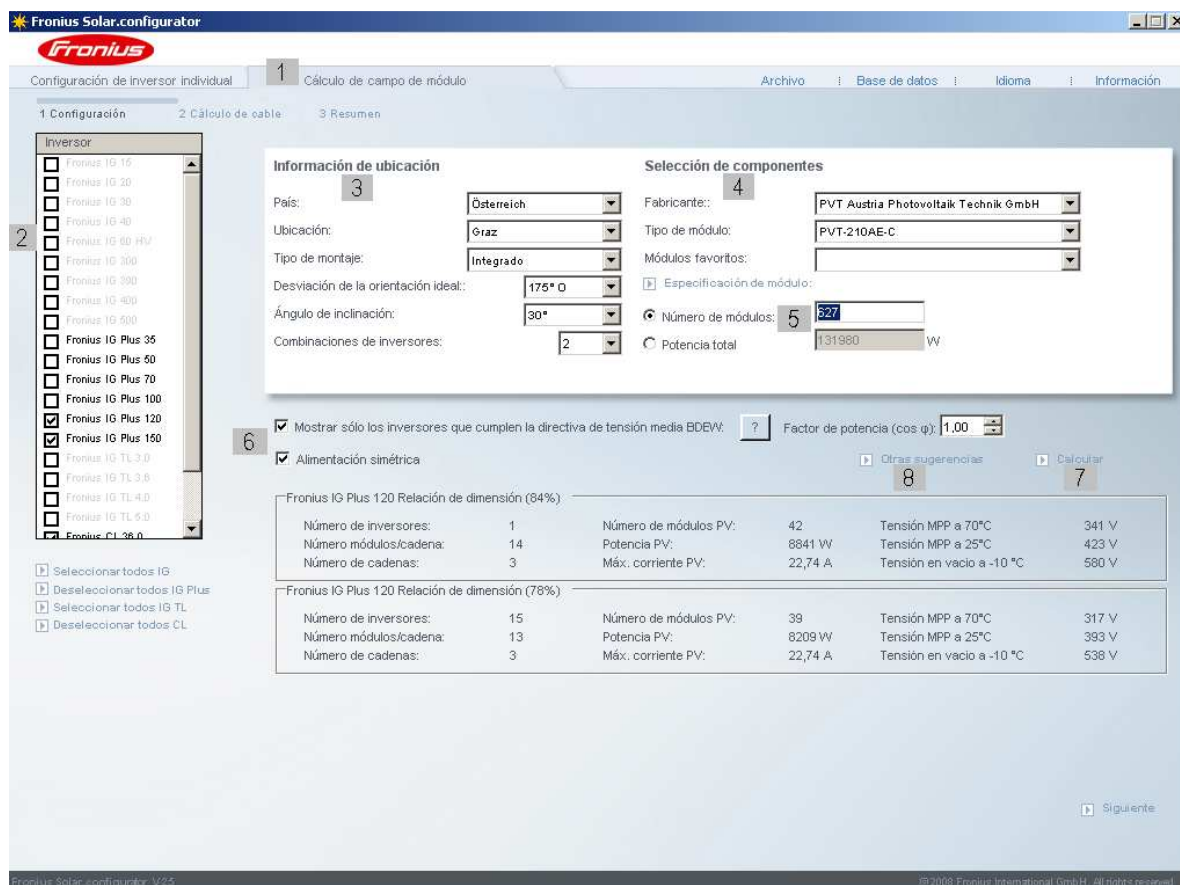 Fronius Solar.configurator
Fronius
Configuración de inversor individual 1 Cálculo de campo de módulo Archivo Base de datos Idioma Información
1 Configuración 2 Cálculo de cable 3 Resumen
Inversor
Fronius IG 15
Fronius IG 20
Fronius IG 30
Fronius IG 40
2 Fronius IG 60 HV
Fronius IG 300
Fronius IG 390
Fronius IG 400
Fronius IG 500
Fronius IG Plus 35
Fronius IG Plus 50
Fronius IG Plus 70
Fronius IG Plus 100
Fronius IG Plus 120
Fronius IG Plus 150
Fronius IG TL 3.0
Fronius IG TL 3.6
Fronius IG TL 4.0
Fronius IG TL 5.0
Fronius CL 36.0
Seleccionar todos IG
Deseleccionar todos IG Plus
Seleccionar todos IG TL
Deseleccionar todos CL
Información de ubicación
3
País: Österreich
Ubicación: Graz
Tipo de montaje: Integrado
Desviación de la orientación ideal:: 175° O
Ángulo de inclinación: 30°
Combinaciones de inversores: 2
Selección de componentes
4
Fabricante:: PVT Austria Photovoltaik Technik GmbH
Tipo de módulo: PVT-210AE-C
Módulos favoritos:
Especificación de módulo:
Número de módulos: 5 627
Potencia total 131980 W
6 Mostrar sólo los inversores que cumplen la directiva de tensión media BDEW: ? Factor de potencia (cos φ): 1,00
Alimentación simétrica Otras sugerencias Calcular
8 7
Fronius IG Plus 120 Relación de dimensión (84%)
Número de inversores: 1 Número de módulos PV: 42 Tensión MPP a 70°C 341 V
Número módulos/cadena: 14 Potencia PV: 8841 W Tensión MPP a 25°C 423 V
Número de cadenas: 3 Máx. corriente PV: 22,74 A Tensión en vacio a -10 °C 580 V
Fronius IG Plus 120 Relación de dimensión (78%)
Número de inversores: 15 Número de módulos PV: 39 Tensión MPP a 70°C 317 V
Número módulos/cadena: 13 Potencia PV: 8209 W Tensión MPP a 25°C 393 V
Número de cadenas: 3 Máx. corriente PV: 22,74 A Tensión en vacio a -10 °C 538 V
Siguiente
Fronius Solar.configurator V25 © 2008 Fronius International GmbH. All rights reserved